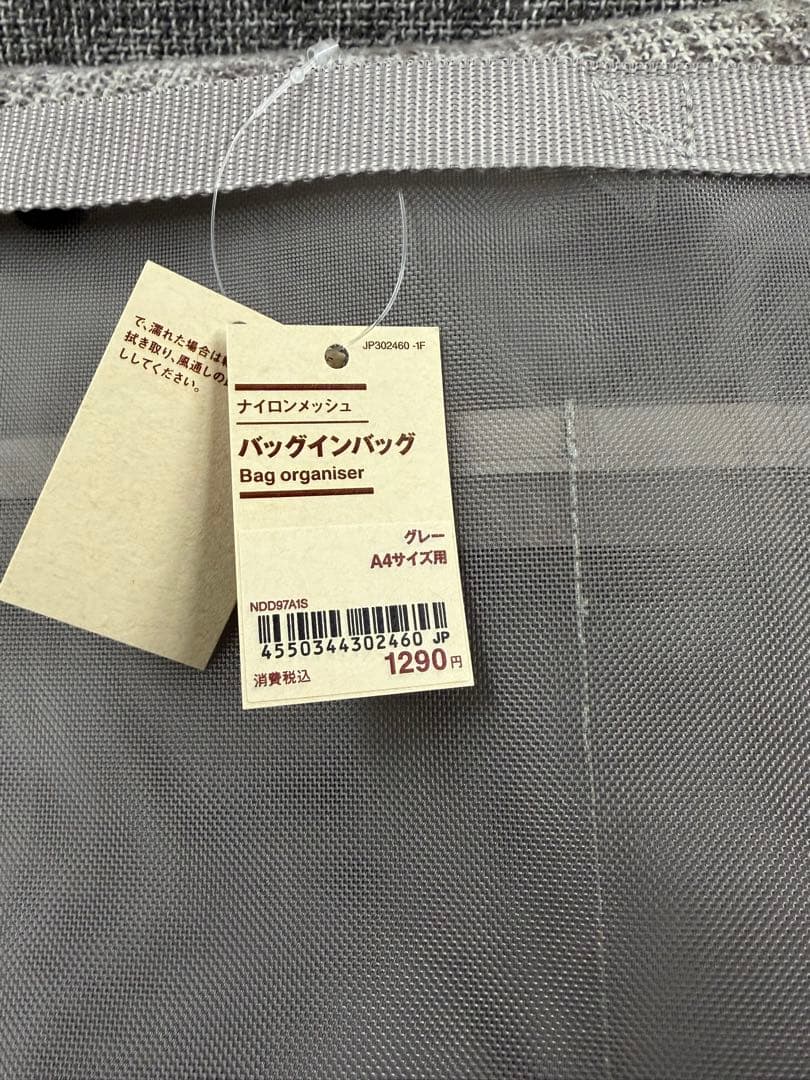 で、濡れた場合は
拭き取り、風通しの
ししてください。
JP302460 -1F
ナイロンメッシュ
バッグインバッグ
Bag organiser
グレー
A4サイズ用
NDD97A1S
4550344302460 JP
消費税込 1290円